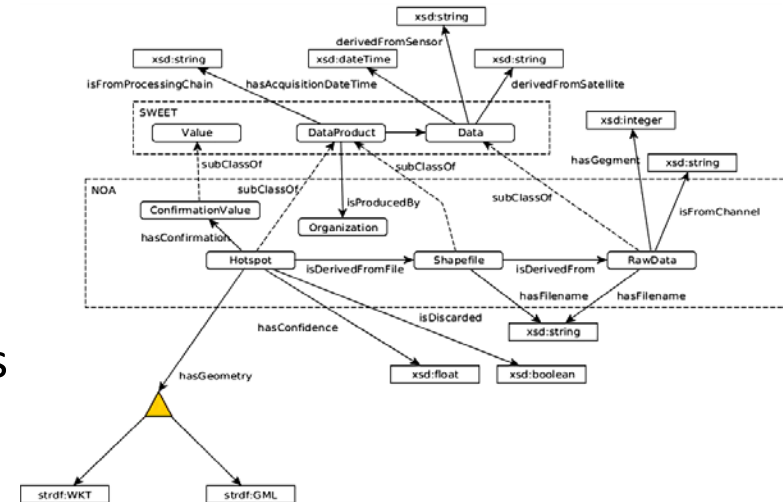 xsd:string
derivedFromSensor
xsd:string
xsd:dateTime
xsd:string
isFromProcessingChain
hasAcquisitionDateTime
derivedFromSatellite
SWEET
Value
DataProduct
Data
xsd:integer
subClassOf
subClassOf
hasGegment
xsd:string
NOA
subClassOf
subClassOf
ConfirmationValue
isProducedBy
isFromChannel
Organization
hasConfirmation
Hotspot
Shapefile
RawData
isDerivedFromFile
isDerivedFrom
hasFilename
hasFilename
isDiscarded
hasConfidence
xsd:string
s
hasGeometry
xsd:float
xsd:boolean
strdf:WKT
strdf:GML